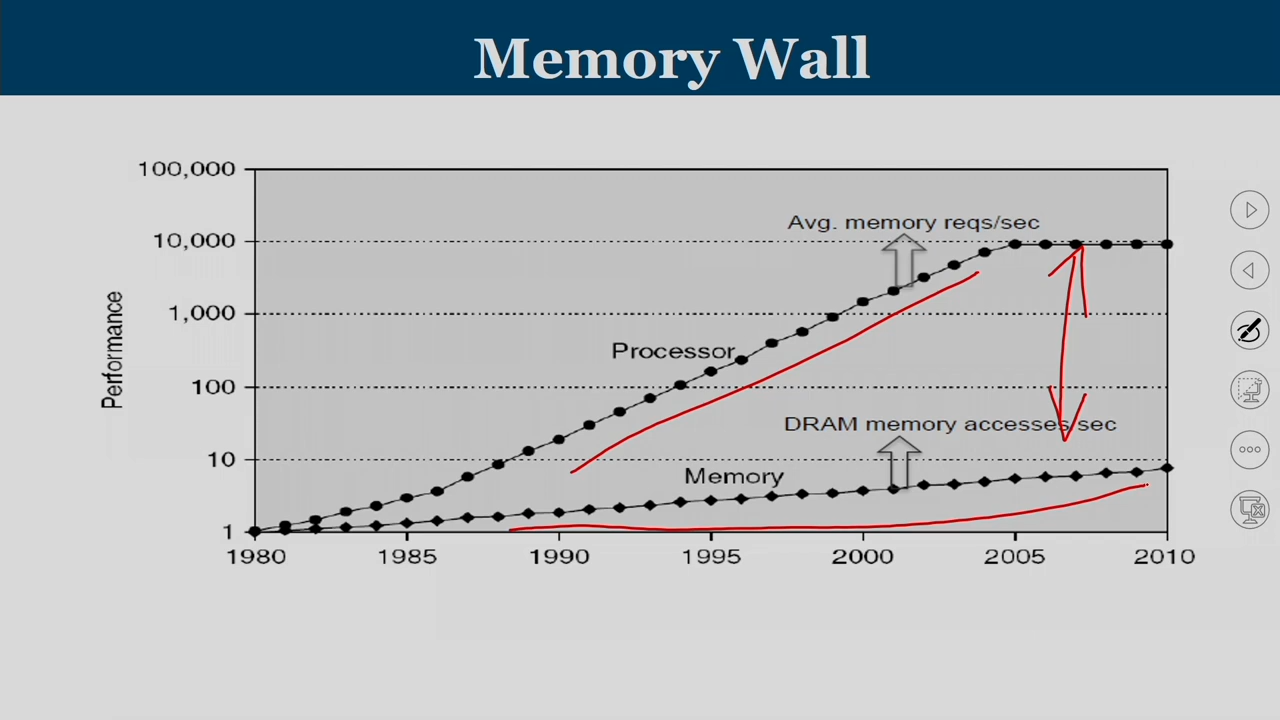 Memory Wall
100,000
Avg. memory reqs/sec
10,000
1,000
Processor
100
DRAM memory accesses/sec
10
Memory
1
Performance
1980 1985 1990 1995 2000 2005 2010